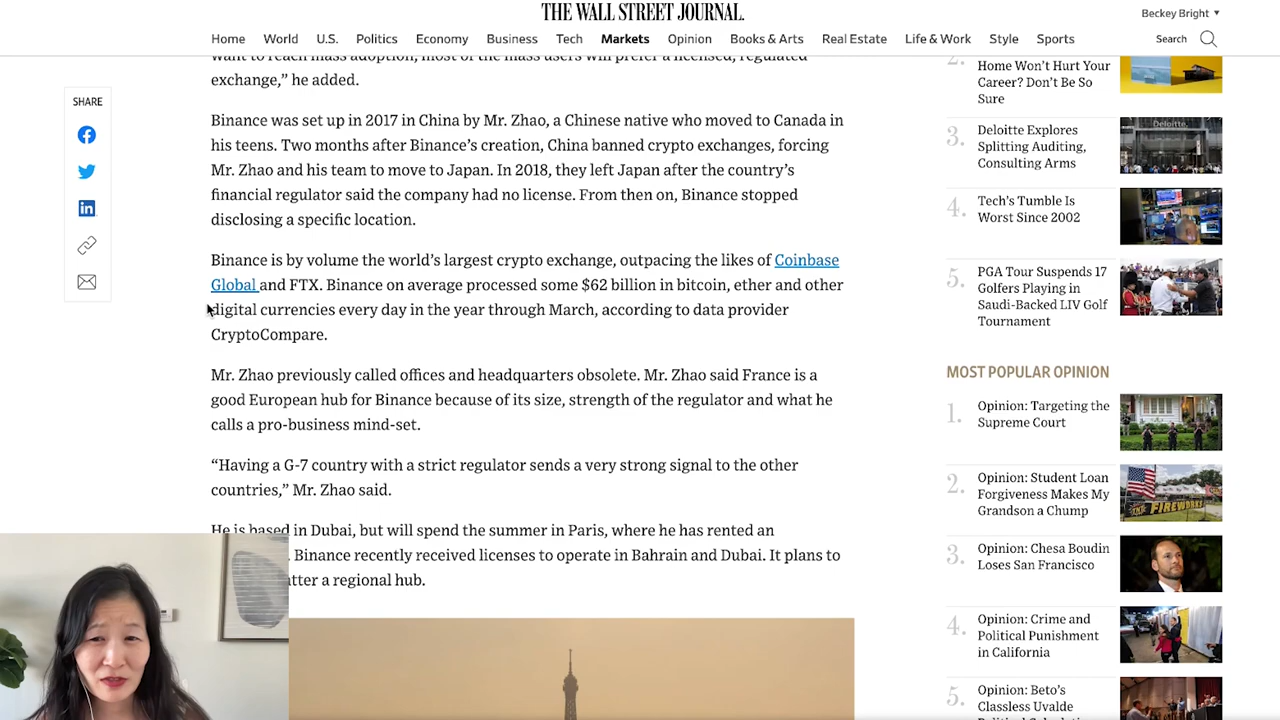 THE WALL STREET JOURNAL.
Beckey Bright ▼
Home World U.S. Politics Economy Business Tech Markets Opinion Books & Arts Real Estate Life & Work Style Sports Search
want to reach mass adoption, most of the mass users will prefer a licensed, regulated
exchange,” he added.
SHARE
Binance was set up in 2017 in China by Mr. Zhao, a Chinese native who moved to Canada in
his teens. Two months after Binance’s creation, China banned crypto exchanges, forcing
Mr. Zhao and his team to move to Japan. In 2018, they left Japan after the country’s
financial regulator said the company had no license. From then on, Binance stopped
disclosing a specific location.
Binance is by volume the world’s largest crypto exchange, outpacing the likes of Coinbase
Global and FTX. Binance on average processed some $62 billion in bitcoin, ether and other
digital currencies every day in the year through March, according to data provider
CryptoCompare.
Mr. Zhao previously called offices and headquarters obsolete. Mr. Zhao said France is a
good European hub for Binance because of its size, strength of the regulator and what he
calls a pro-business mind-set.
“Having a G-7 country with a strict regulator sends a very strong signal to the other
countries,” Mr. Zhao said.
He is based in Dubai, but will spend the summer in Paris, where he has rented an
. Binance recently received licenses to operate in Bahrain and Dubai. It plans to
a regional hub.
2.
Home Won’t Hurt Your
Career? Don’t Be So
Sure
3.
Deloitte Explores
Splitting Auditing,
Consulting Arms
Deloitte.
4.
Tech’s Tumble Is
Worst Since 2002
5.
PGA Tour Suspends 17
Golfers Playing in
Saudi-Backed LIV Golf
Tournament
MOST POPULAR OPINION
1.
Opinion: Targeting the
Supreme Court
2.
Opinion: Student Loan
Forgiveness Makes My
Grandson a Chump
FIREWORKS
3.
Opinion: Chesa Boudin
Loses San Francisco
4.
Opinion: Crime and
Political Punishment
in California
5.
Opinion: Beto’s
Classless Uvalde
Political